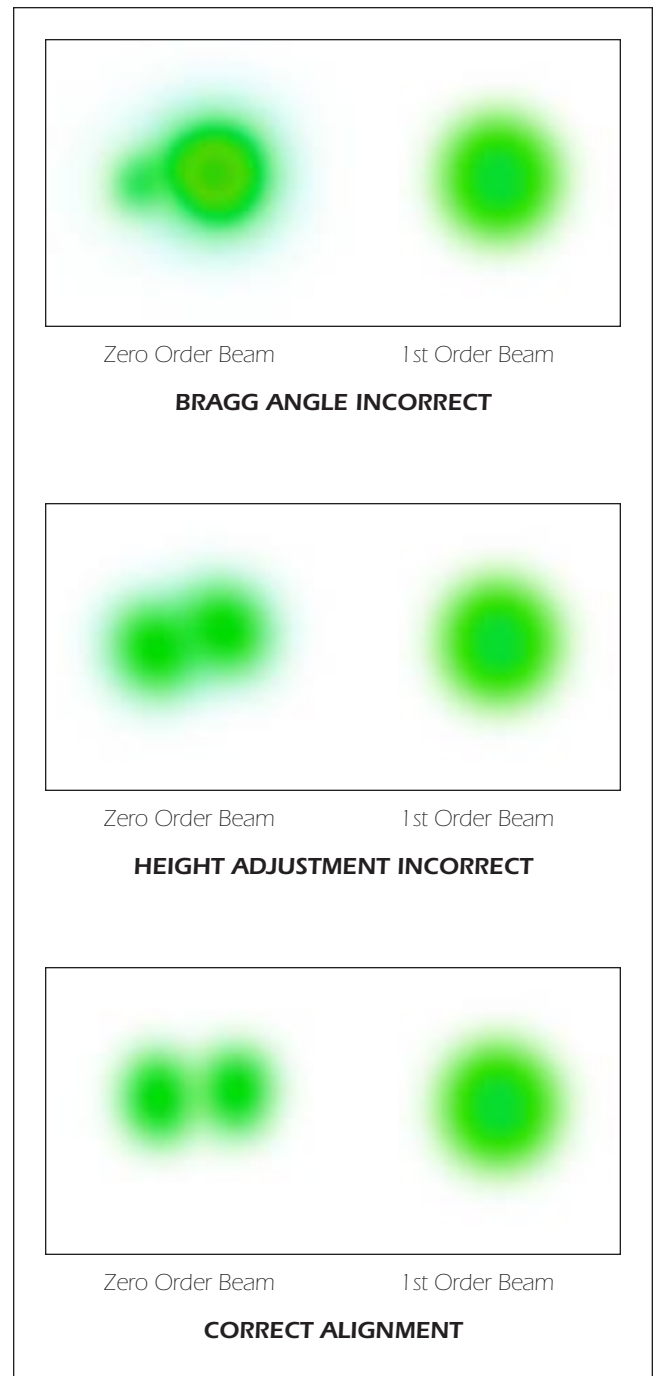 Zero Order Beam 1st Order Beam
BRAGG ANGLE INCORRECT
Zero Order Beam 1st Order Beam
HEIGHT ADJUSTMENT INCORRECT
Zero Order Beam 1st Order Beam
CORRECT ALIGNMENT